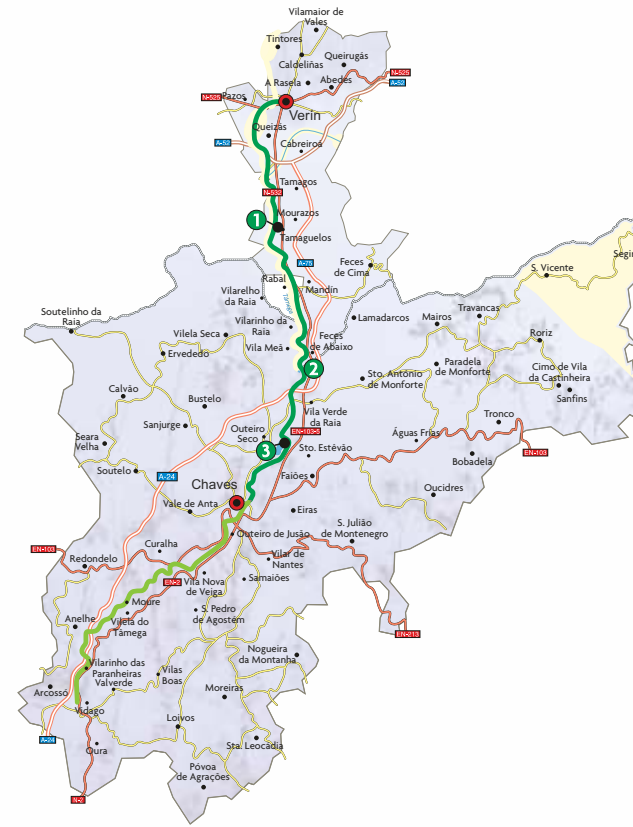 Vilamaior de
Vales
Tintores
Queirugás
Caldeliñas
N-525
A Rasela
Abedes
A-52
N-525
Pazos
Verin
Queizás
A-52
Cabreiroá
Tamagos
N-532
Mourazos
1
Tamaguelos
A-75
Feces
de Cima
S. Vicente
Rabal
Mandin
Vilarelho
da Raia
Támega
Soutelinho da
Raia
Travancas
Lamadarcos
Mairos
Vilarinho da
Raia
Vila Meã
Vilela Seca
Feces
de Abaixo
Roriz
Ervededo
2
Paradela
de Monforte
Cimo de Vila
da Castinheira
Sto. António
de Monforte
Sanfins
Calvão
Bustelo
Vila Verde
da Raia
Tronco
Sanjurge
Outeiro
Seco
EN-103-5
Águas Frias
Seara
Velha
3
Sto. Estêvão
EN-103
Bobadela
Soutelo
A-24
Faiões
Chaves
Oucidres
Vale de Anta
Eiras
S. Julião
de Montenegro
Outeiro de Jusão
Curalha
EN-103
Redondelo
Vilar de
Nantes
EN-2
Vila Nova
de Veiga
Samaiões
Moure
S. Pedro
de Agostém
Anelhe
Vilela do
Tâmega
EN-213
Nogueira
da Montanha
Vilarinho das
Paranheiras
Valverde
Vilas
Boas
Arcossó
Moreiras
Vidago
Loivos
A-24
Oura
Sta. Leocádia
Póvoa
de Agrações
N-2